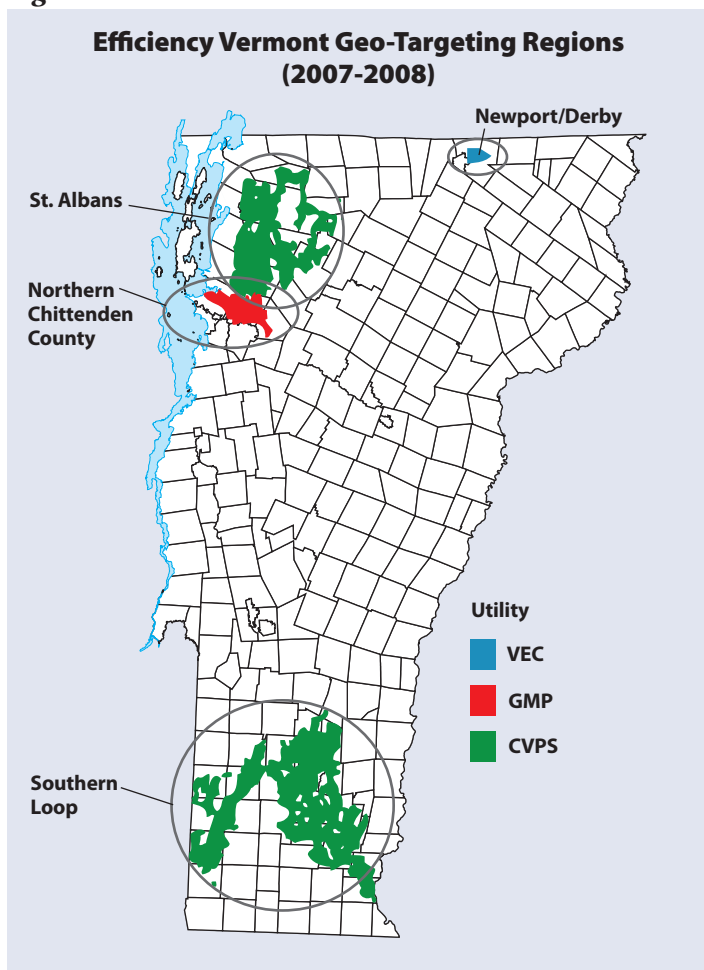 Efficiency Vermont Geo-Targeting Regions
(2007-2008)
Newport/Derby
St. Albans
Northern
Chittenden
County
Utility
VEC
GMP
CVPS
Southern
Loop